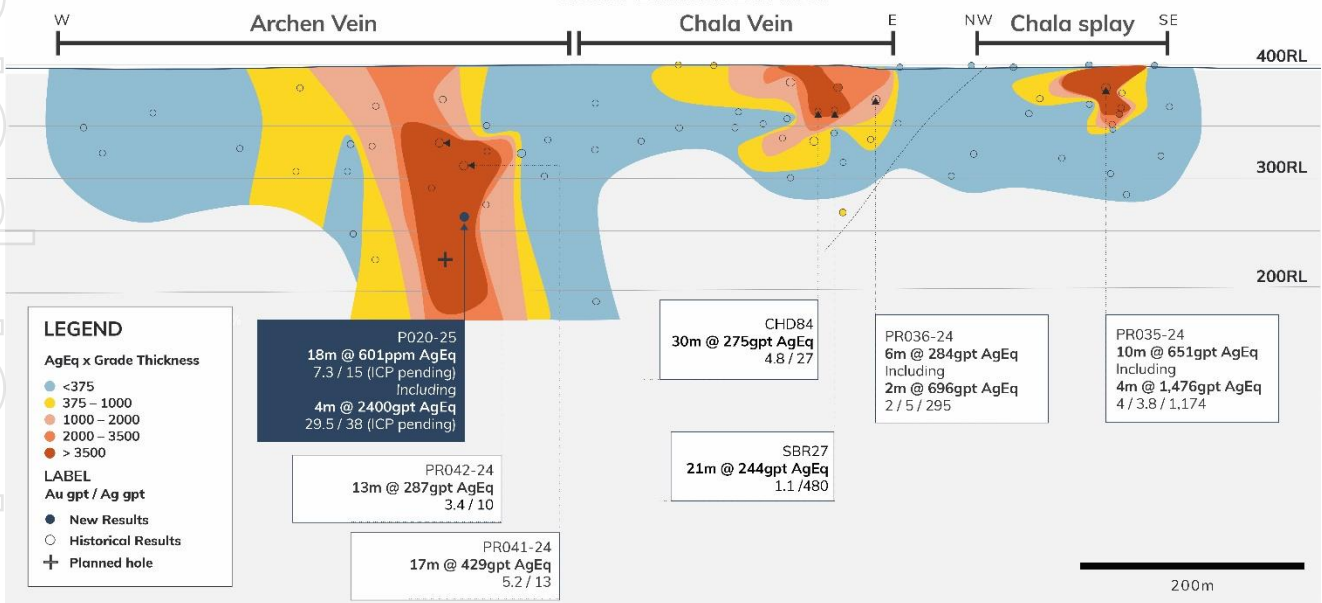 W
Archen Vein
Chala Vein
E
NW
Chala splay
SE
400RL
300RL
200RL
LEGEND
AgEq x Grade Thickness
<375
375 – 1000
1000 – 2000
2000 – 3500
> 3500
LABEL
Au gpt / Ag gpt
New Results
Historical Results
Planned hole
P020-25
18m @ 601ppm AgEq
7.3 / 15 (ICP pending)
Including
4m @ 2400gpt AgEq
29.5 / 38 (ICP pending)
PR042-24
13m @ 287gpt AgEq
3.4 / 10
PR041-24
17m @ 429gpt AgEq
5.2 / 13
CHD84
30m @ 275gpt AgEq
4.8 / 27
SBR27
21m @ 244gpt AgEq
1.1 /480
PR036-24
6m @ 284gpt AgEq
Including
2m @ 696gpt AgEq
2 / 5 / 295
PR035-24
10m @ 651gpt AgEq
Including
4m @ 1,476gpt AgEq
4 / 3.8 / 1,174
200m